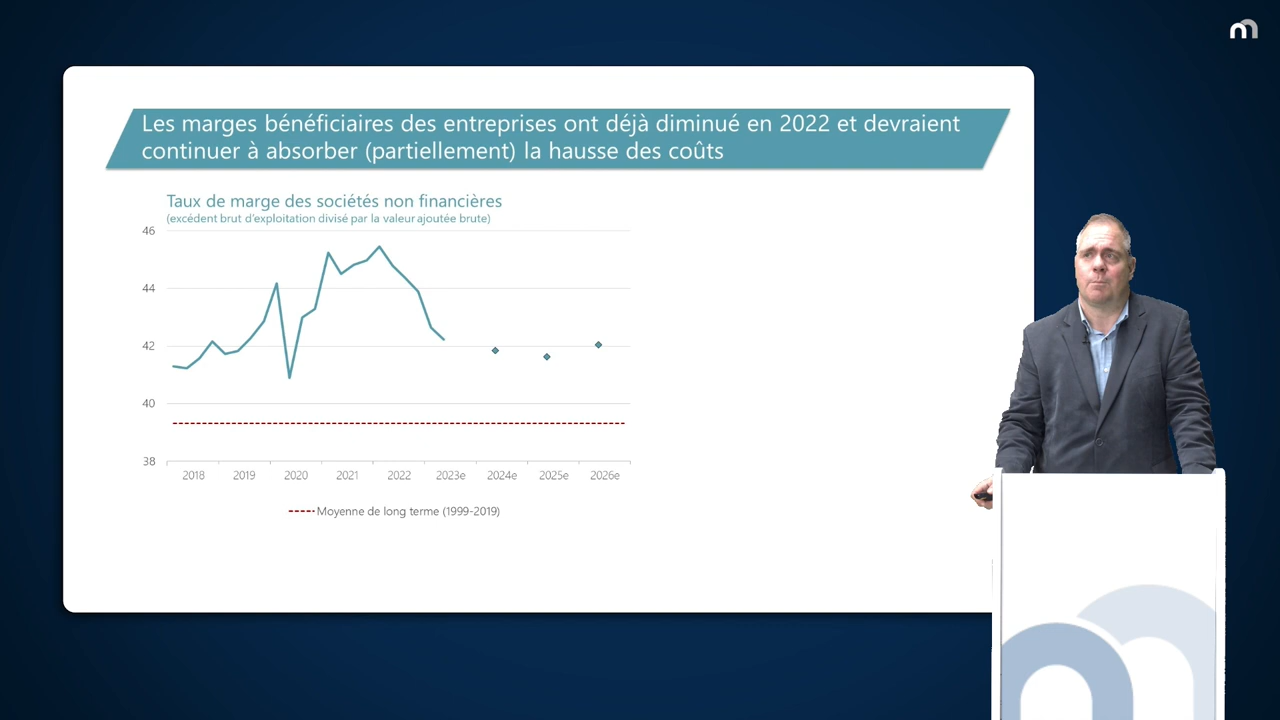 Les marges bénéficiaires des entreprises ont déjà diminué en 2022 et devraient
continuer à absorber (partiellement) la hausse des coûts
Taux de marge des sociétés non financières
(excédent brut d'exploitation divisé par la valeur ajoutée brute)
46
44
42
40
38
2018 2019 2020 2021 2022 2023e 2024e 2025e 2026e
Moyenne de long terme (1999-2019)